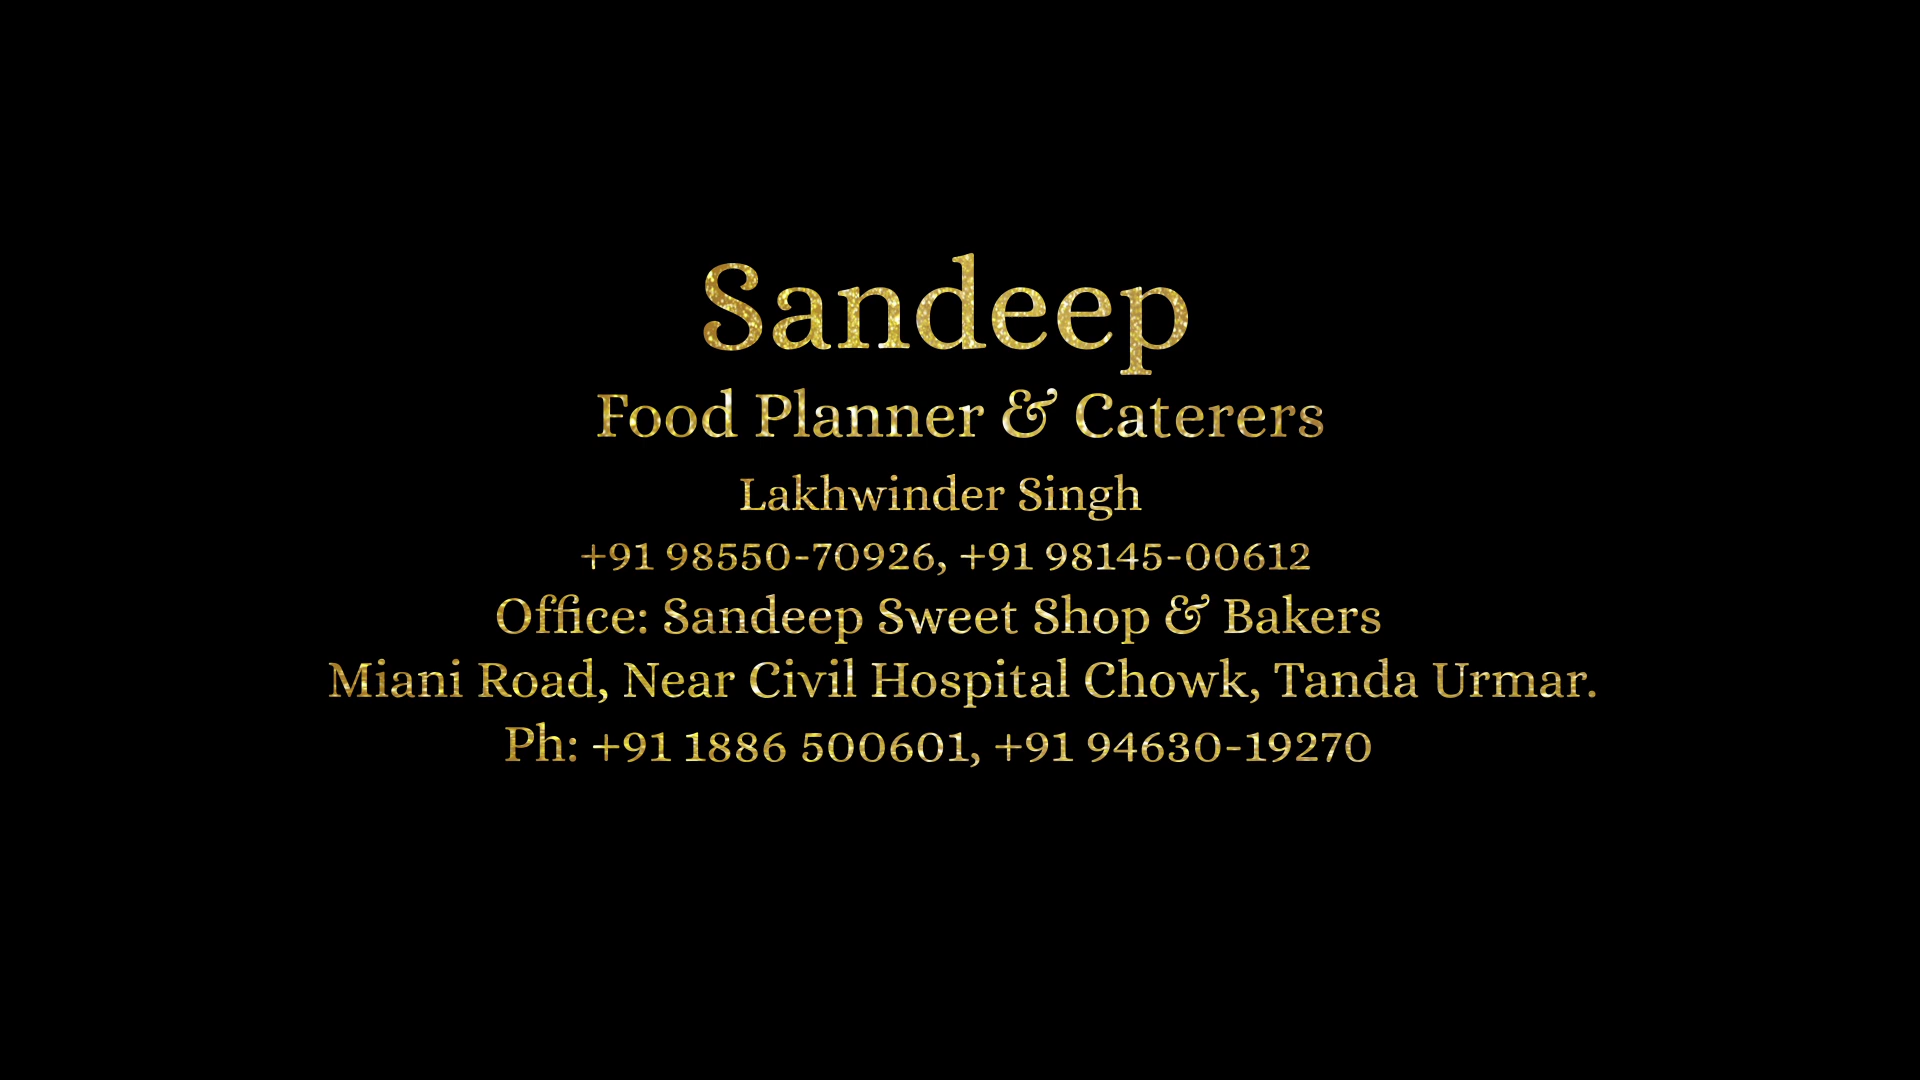 Sandeep
Food Planner & Caterers
Lakhwinder Singh
+91 98550-70926, +91 98145-00612
Office: Sandeep Sweet Shop & Bakers
Miani Road, Near Civil Hospital Chowk, Tanda Urmar.
Ph: +91 1886 500601, +91 94630-19270